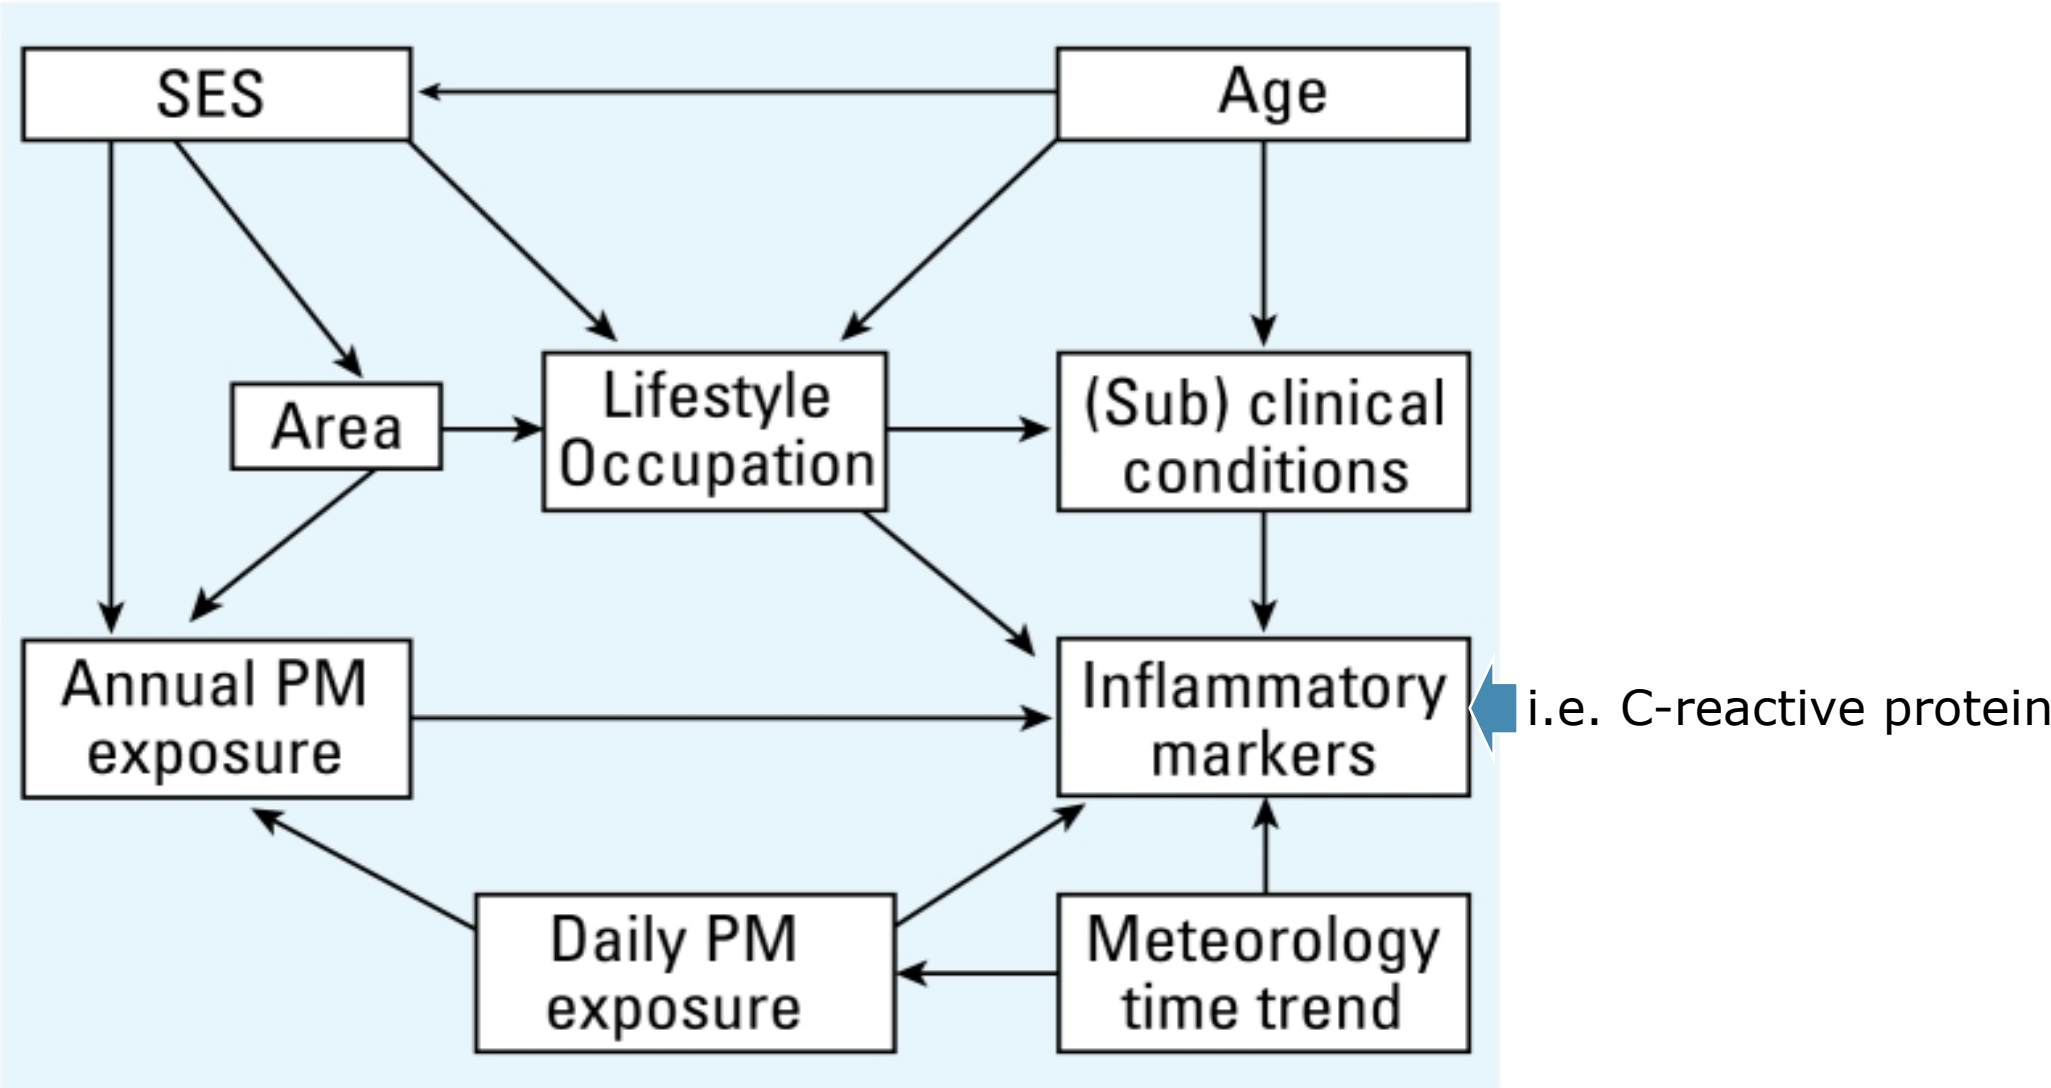 SES
Age
Area
Lifestyle
Occupation
(Sub) clinical
conditions
Annual PM
exposure
Inflammatory
markers
i.e. C-reactive protein
Daily PM
exposure
Meteorology
time trend